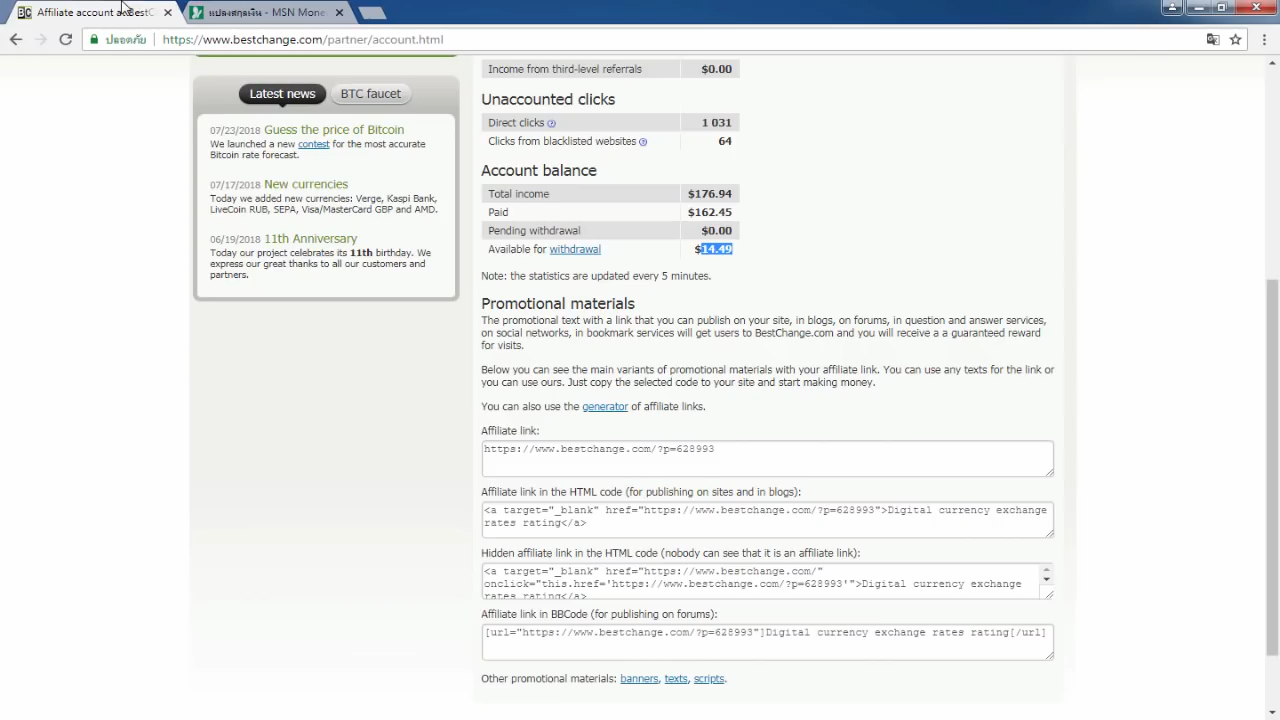 Affiliate account at BestC
แปลงสกุลเงิน - MSN Mone
ปลอดภัย
https://www.bestchange.com/partner/account.html
Income from third-level referrals $0.00
Latest news
BTC faucet
07/23/2018 Guess the price of Bitcoin
We launched a new contest for the most accurate
Bitcoin rate forecast.
07/17/2018 New currencies
Today we added new currencies: Verge, Kaspi Bank,
LiveCoin RUB, SEPA, Visa/MasterCard GBP and AMD.
06/19/2018 11th Anniversary
Today our project celebrates its 11th birthday. We
express our great thanks to all our customers and
partners.
Unaccounted clicks
Direct clicks 1 031
Clicks from blacklisted websites 64
Account balance
Total income $176.94
Paid $162.45
Pending withdrawal $0.00
Available for withdrawal $14.49
Note: the statistics are updated every 5 minutes.
Promotional materials
The promotional text with a link that you can publish on your site, in blogs, on forums, in question and answer services,
on social networks, in bookmark services will get users to BestChange.com and you will receive a a guaranteed reward
for visits.
Below you can see the main variants of promotional materials with your affiliate link. You can use any texts for the link or
you can use ours. Just copy the selected code to your site and start making money.
You can also use the generator of affiliate links.
Affiliate link:
https://www.bestchange.com/?p=628993
Affiliate link in the HTML code (for publishing on sites and in blogs):
<a target="_blank" href="https://www.bestchange.com/?p=628993">Digital currency exchange
rates rating</a>
Hidden affiliate link in the HTML code (nobody can see that it is an affiliate link):
<a target="_blank" href="https://www.bestchange.com/"
onclick="this.href='https://www.bestchange.com/?p=628993'">Digital currency exchange
rates rating</a>
Affiliate link in BBCode (for publishing on forums):
[url="https://www.bestchange.com/?p=628993"]Digital currency exchange rates rating[/url]
Other promotional materials: banners, texts, scripts.